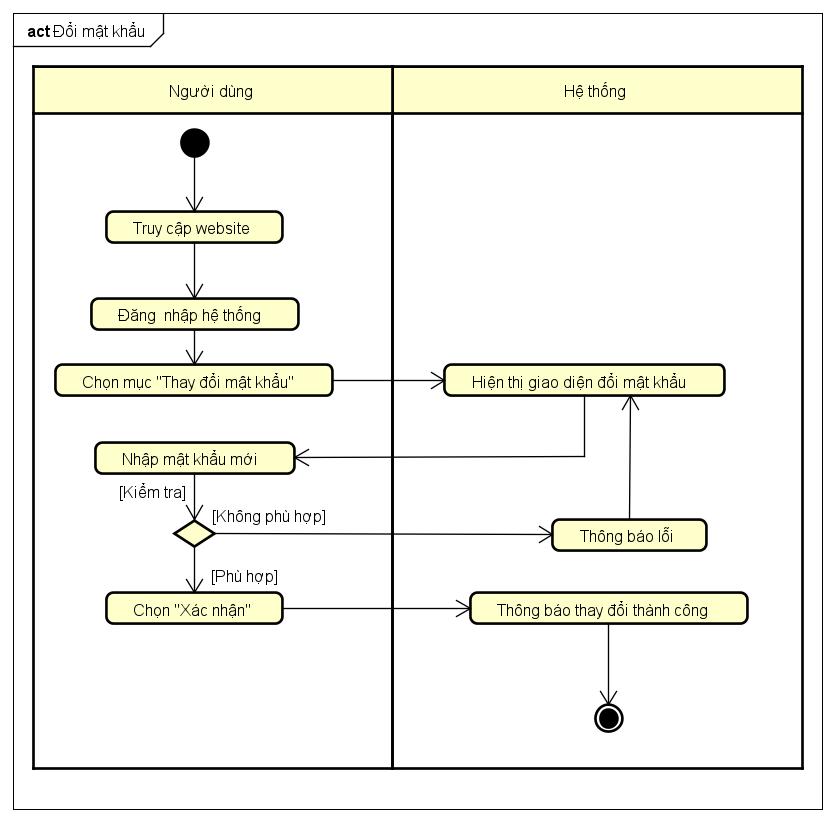 act Đổi mật khẩu
Người dùng
Hệ thống
Truy cập website
Đăng nhập hệ thống
Chọn mục "Thay đổi mật khẩu"
Hiện thị giao diện đổi mật khẩu
Nhập mật khẩu mới
[Kiểm tra]
[Không phù hợp]
Thông báo lỗi
[Phù hợp]
Chọn "Xác nhận"
Thông báo thay đổi thành công